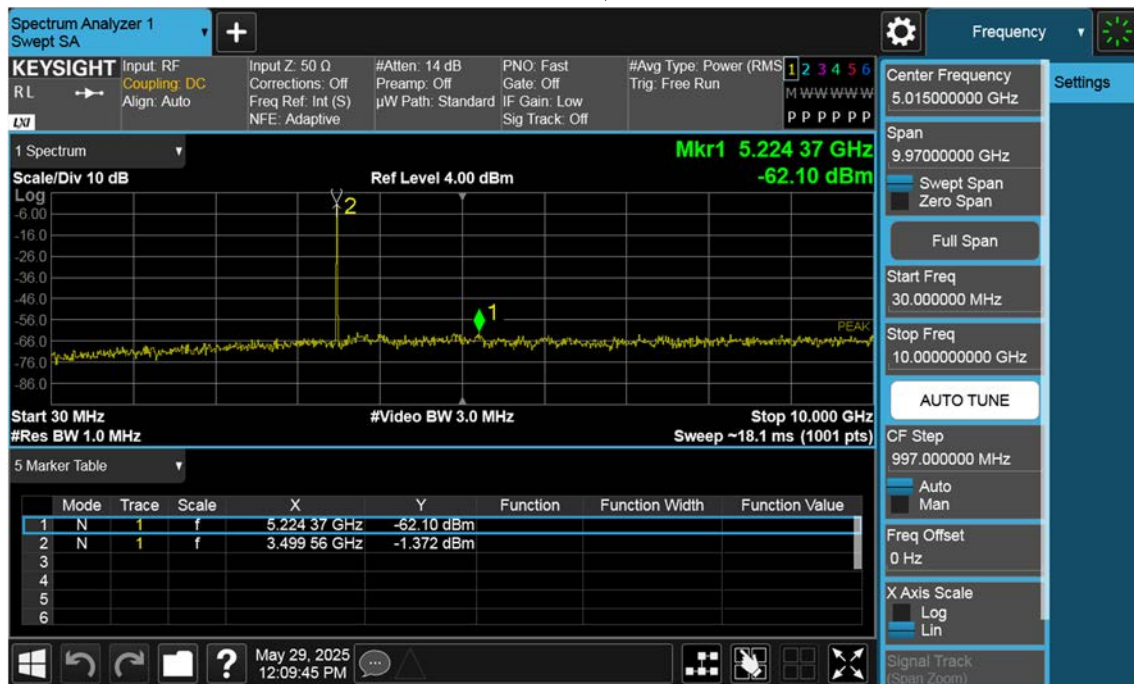 Spectrum Analyzer 1
Swept SA
+
Frequency
KEYSIGHT
RL
LXI
Input: RF
Coupling: DC
Align: Auto
Input Z: 50 Ω
Corrections: Off
Freq Ref: Int (S)
NFE: Adaptive
#Atten: 14 dB
Preamp: Off
µW Path: Standard
PNO: Fast
Gate: Off
IF Gain: Low
Sig Track: Off
#Avg Type: Power (RMS
Trig: Free Run
1 2 3 4 5 6
M W W W W W
P P P P P P
1 Spectrum
Scale/Div 10 dB
Ref Level 4.00 dBm
Mkr1 5.224 37 GHz
-62.10 dBm
Log
-6.00
-16.0
-26.0
-36.0
-46.0
-56.0
-66.0
-76.0
-86.0
2
1
PEAK
Start 30 MHz
#Video BW 3.0 MHz
Stop 10.000 GHz
#Res BW 1.0 MHz
Sweep ~18.1 ms (1001 pts)
5 Marker Table
Mode Trace Scale X Y Function Function Width Function Value
1 N 1 f 5.224 37 GHz -62.10 dBm
2 N 1 f 3.499 56 GHz -1.372 dBm
3
4
5
6
May 29, 2025
12:09:45 PM
?
Center Frequency
5.015000000 GHz
Span
9.97000000 GHz
Swept Span
Zero Span
Full Span
Start Freq
30.000000 MHz
Stop Freq
10.000000000 GHz
AUTO TUNE
CF Step
997.000000 MHz
Auto
Man
Freq Offset
0 Hz
X Axis Scale
Log
Lin
Signal Track
(Span Zoom)
Settings